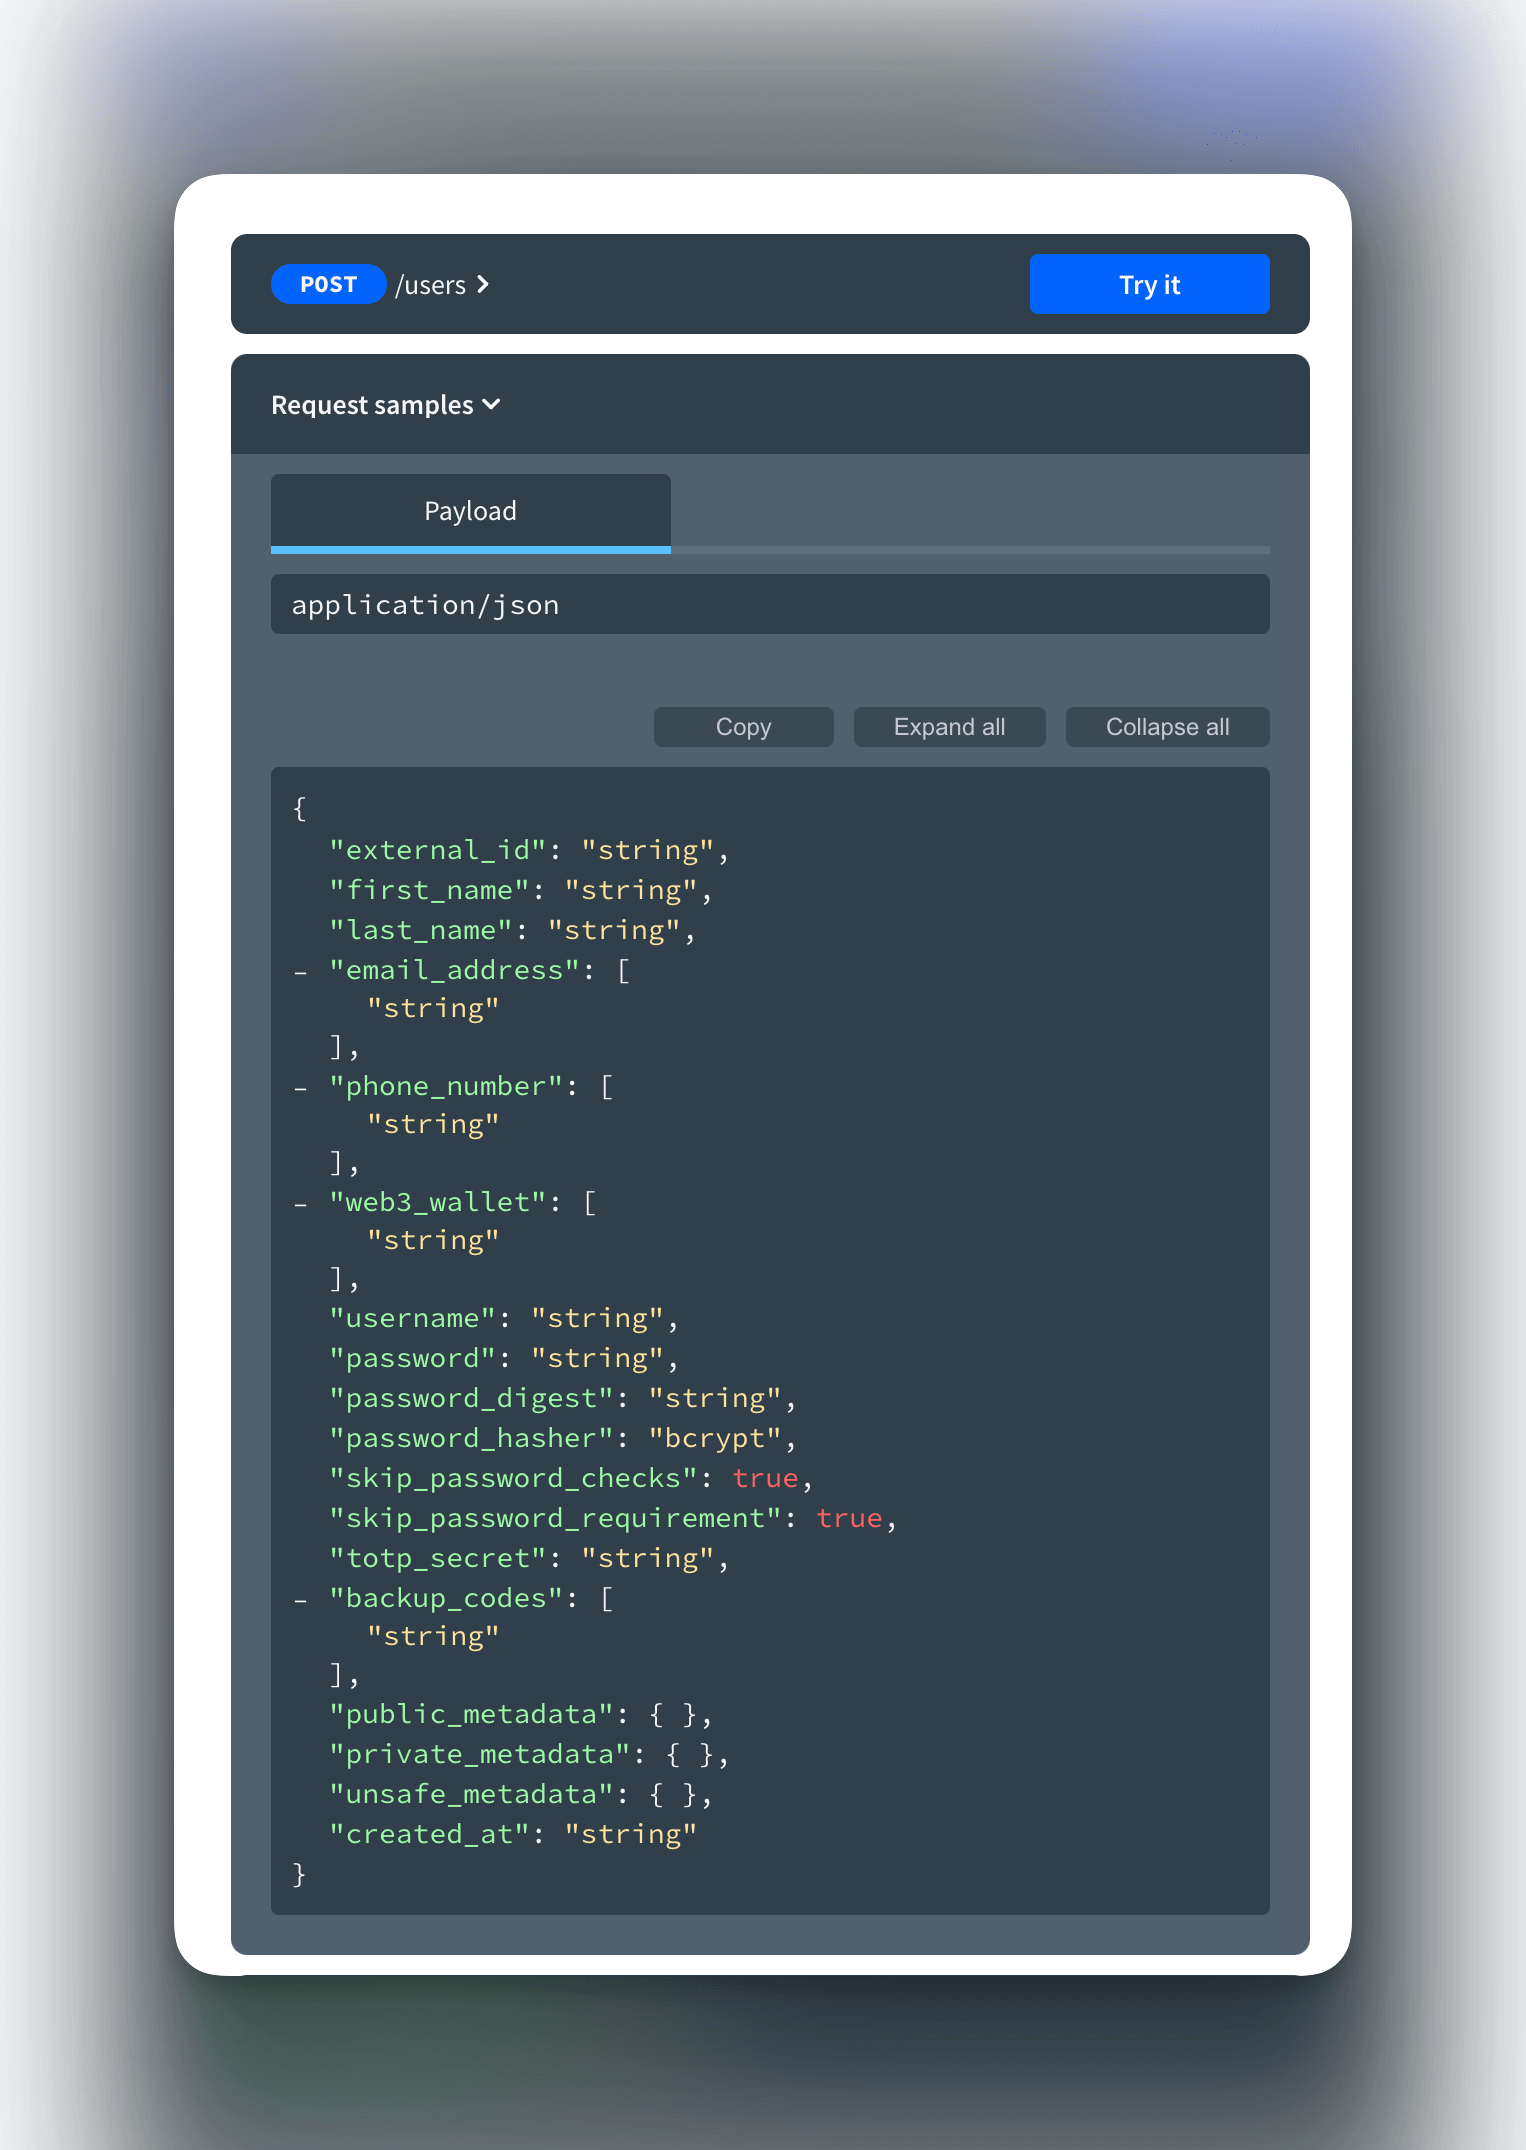 POST /users Try it
Request samples
Payload
application/json
Copy Expand all Collapse all
{
"external_id": "string",
"first_name": "string",
"last_name": "string",
– "email_address": [
"string"
],
– "phone_number": [
"string"
],
– "web3_wallet": [
"string"
],
"username": "string",
"password": "string",
"password_digest": "string",
"password_hasher": "bcrypt",
"skip_password_checks": true,
"skip_password_requirement": true,
"totp_secret": "string",
– "backup_codes": [
"string"
],
"public_metadata": { },
"private_metadata": { },
"unsafe_metadata": { },
"created_at": "string"
}